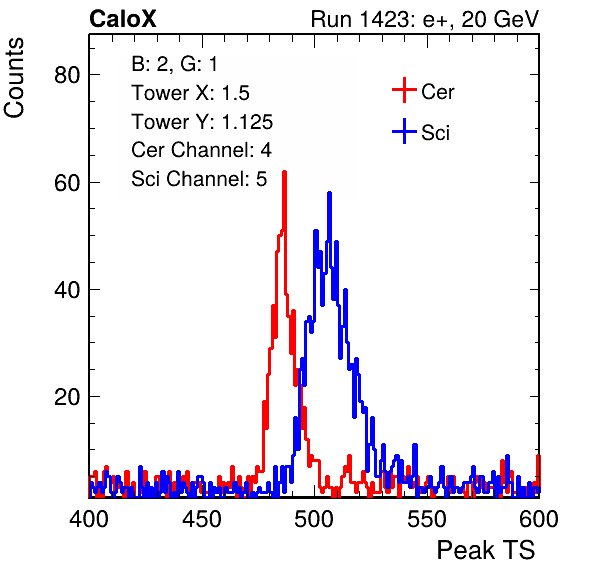 CaloX Run 1423: e+, 20 GeV
Counts
B: 2, G: 1
Tower X: 1.5
Tower Y: 1.125
Cer Channel: 4
Sci Channel: 5
Cer
Sci
80
60
40
20
400 450 500 550 600
Peak TS